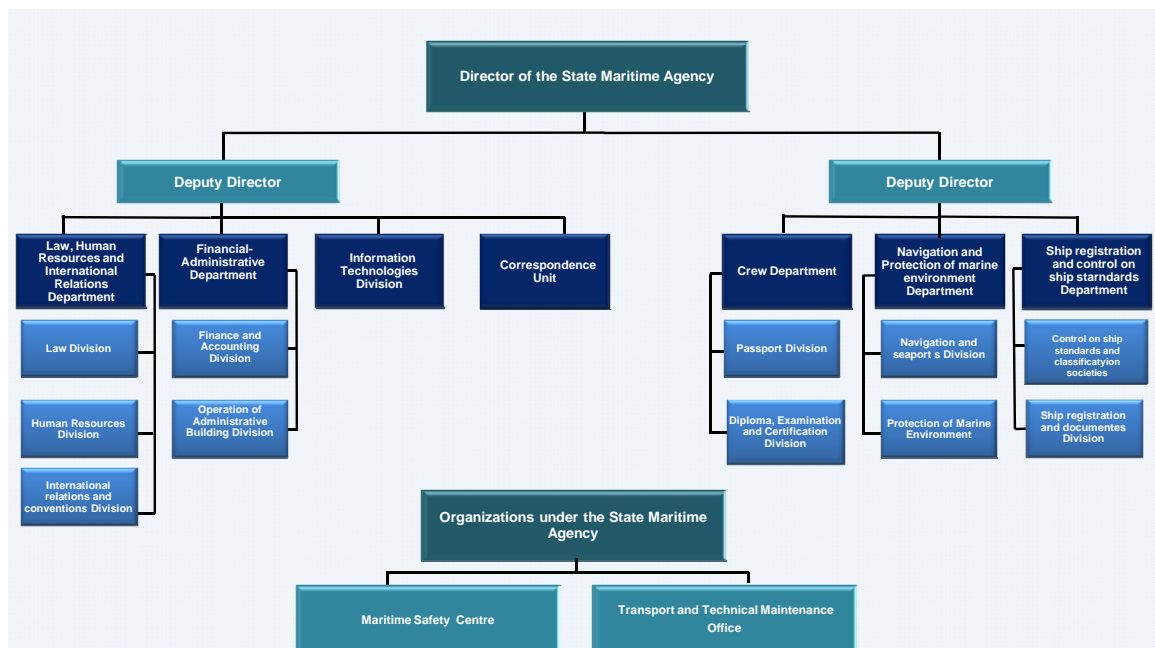 Director of the State Maritime Agency
Deputy Director
Deputy Director
Law, Human
Resources and
International
Relations
Department
Financial-
Administrative
Department
Information
Technologies
Division
Correspondence
Unit
Crew Department
Navigation and
Protection of marine
environment
Department
Ship registration
and control on
ship starndards
Department
Law Division
Finance and
Accounting
Division
Passport Division
Navigation and
seaport s Division
Control on ship
standards and
classificatyion
societies
Human Resources
Division
Operation of
Administrative
Building Division
Diploma, Examination
and Certification
Division
Protection of Marine
Environment
Ship registration
and documentes
Division
International
relations and
conventions Division
Organizations under the State Maritime
Agency
Maritime Safety Centre
Transport and Technical Maintenance
Office